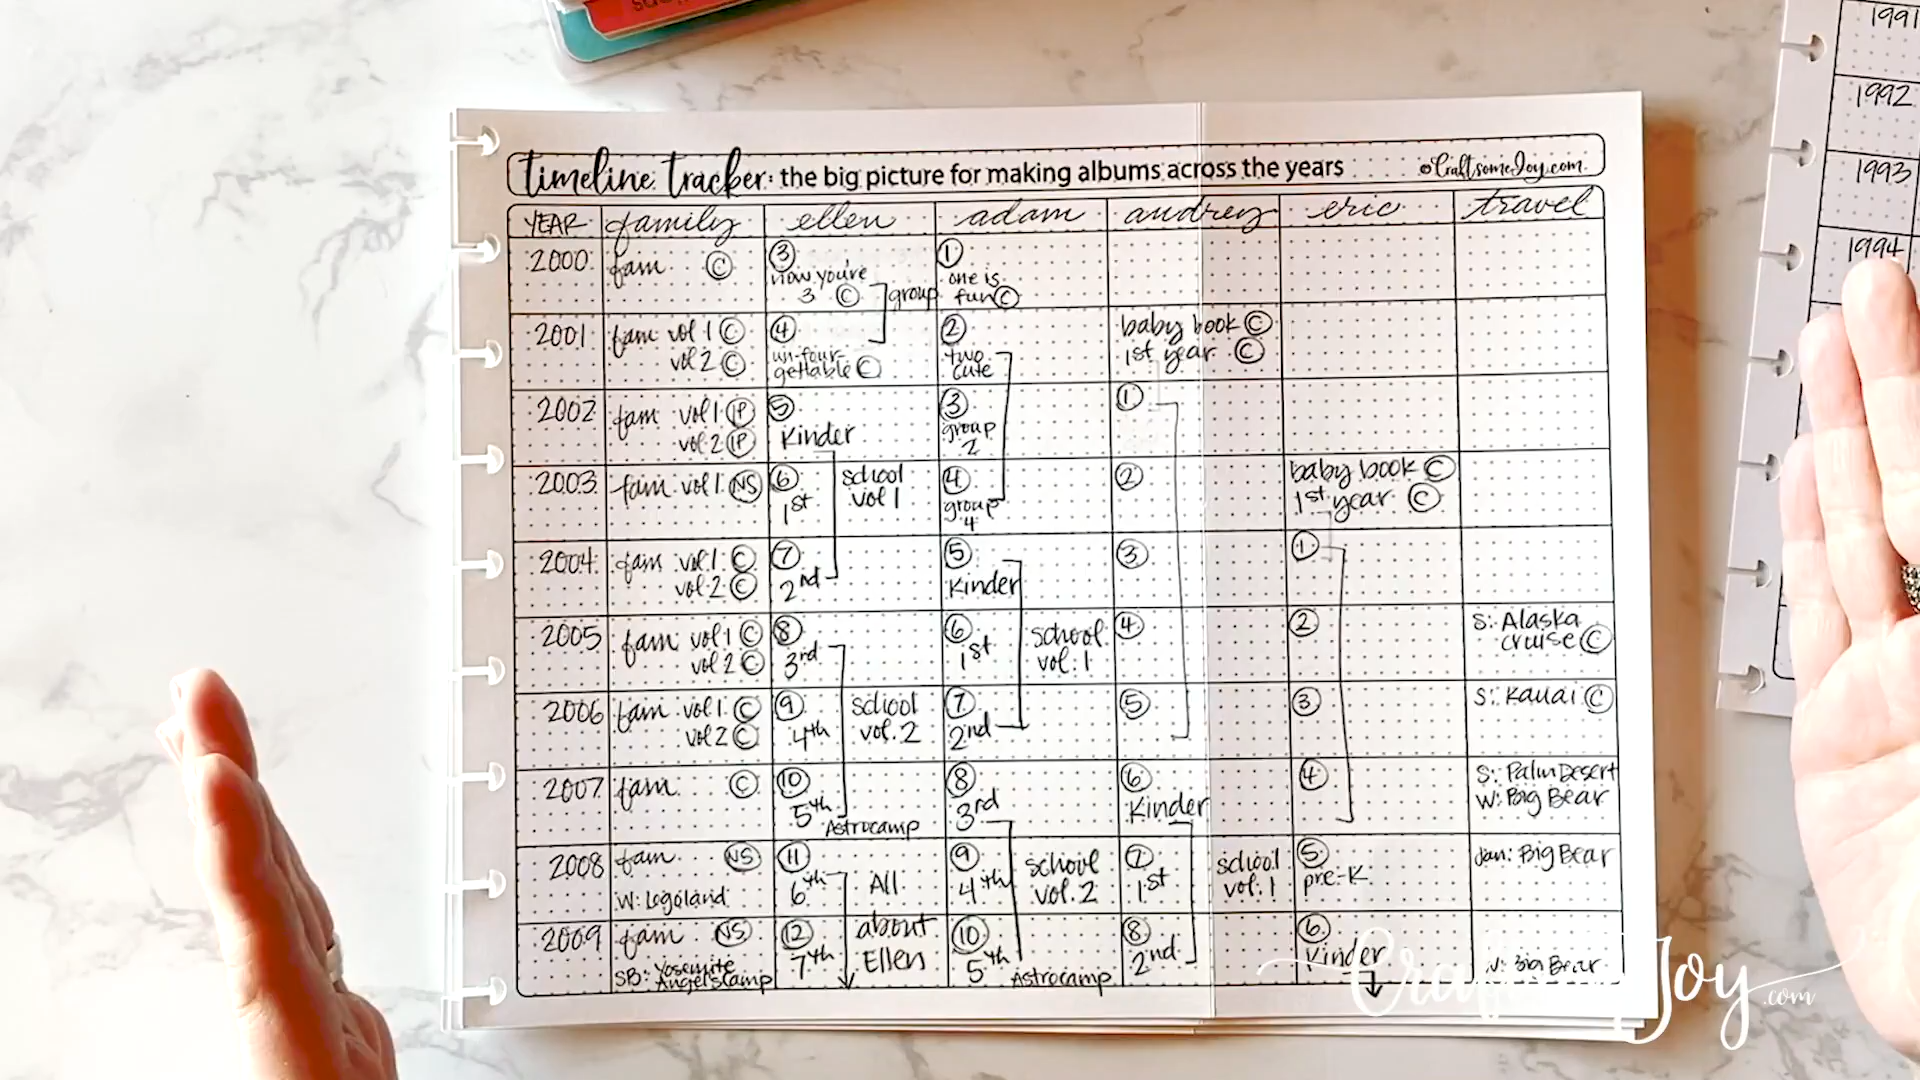 timeline tracker: the big picture for making albums across the years ©CraftsomeJoy.com
YEAR family ellen adam audrey eric travel
2000 fam Ⓒ
③ now you're
3 Ⓒ group
① one is
fun Ⓒ
2001 fam vol 1 Ⓒ
vol 2 Ⓒ
④ un-four-
gettable Ⓒ
② two
cute
baby book Ⓒ
1st year Ⓒ
2002 fam vol 1 IP
vol 2 IP
⑤ Kinder
③ group
2
①
2003 fam vol 1 NS
⑥ 1st
school
vol 1
④ group
4
②
baby book Ⓒ
1st year Ⓒ
2004 fam vol 1 Ⓒ
vol 2 Ⓒ
⑦ 2nd
⑤ Kinder
③
①
2005 fam vol 1 Ⓒ
vol 2 Ⓒ
⑧ 3rd
⑥ 1st
school
vol. 1
④
②
S: Alaska
cruise Ⓒ
2006 fam vol 1 Ⓒ
vol 2 Ⓒ
⑨ 4th
school
vol. 2
⑦ 2nd
⑤
③
S: Kauai Ⓒ
2007 fam Ⓒ
⑩ 5th Astrocamp
⑧ 3rd
⑥ Kinder
④
S: Palm Desert
W: Big Bear
2008 fam NS
W: Legoland
⑪ 6th
All
⑨ 4th
school
vol. 2
⑦ 1st
school
vol. 1
⑤ pre-K
Jan: Big Bear
2009 fam NS
SB: Yosemite
Angels Camp
⑫ 7th
about
Ellen
⑩ 5th Astrocamp
⑧ 2nd
⑥ Kinder
Big Bear
1991
1992
1993
1994
Joy.com